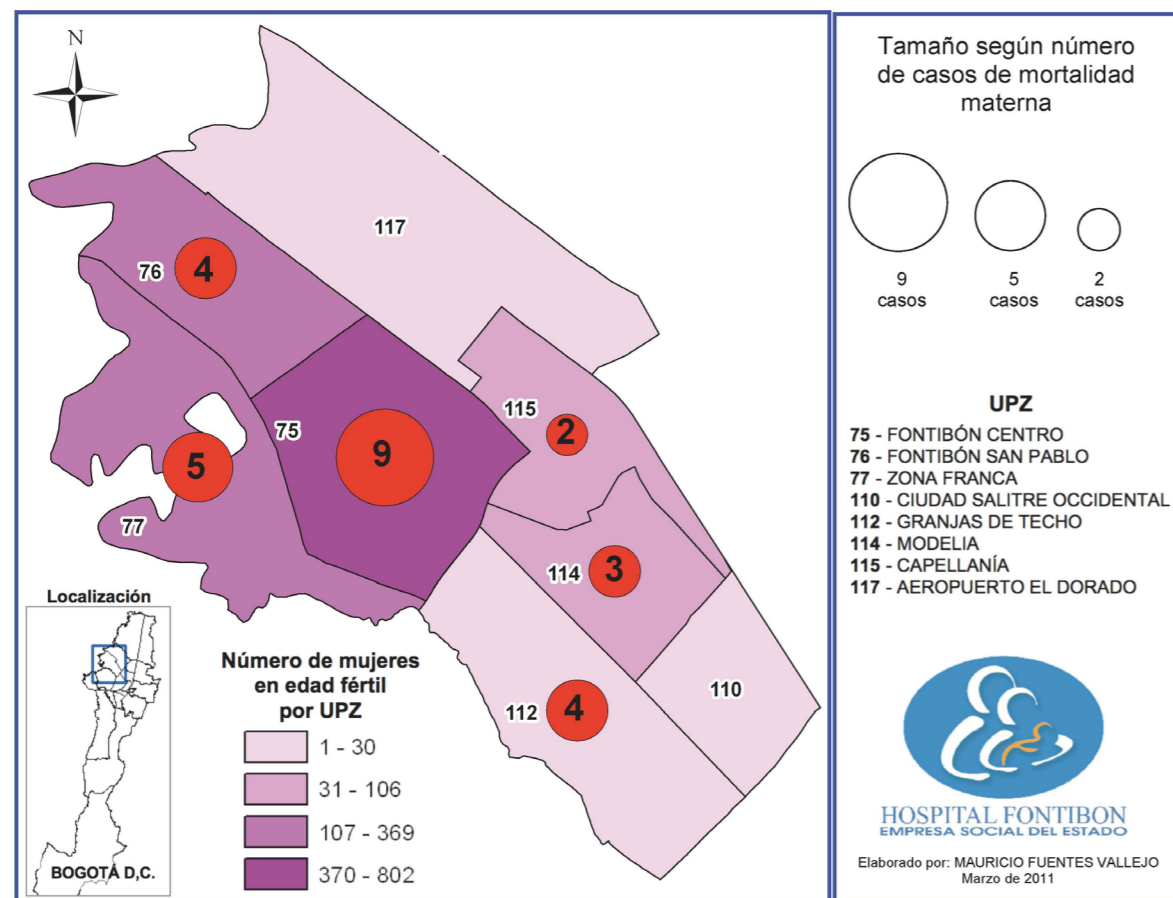 N
117
76
4
115
2
75
9
5
77
114
3
110
112
4
Localización
BOGOTÁ D,C.
Número de mujeres
en edad fértil
por UPZ
1 - 30
31 - 106
107 - 369
370 - 802
Tamaño según número
de casos de mortalidad
materna
9
casos
5
casos
2
casos
UPZ
75 - FONTIBÓN CENTRO
76 - FONTIBÓN SAN PABLO
77 - ZONA FRANCA
110 - CIUDAD SALITRE OCCIDENTAL
112 - GRANJAS DE TECHO
114 - MODELIA
115 - CAPELLANÍA
117 - AEROPUERTO EL DORADO
HOSPITAL FONTIBON
EMPRESA SOCIAL DEL ESTADO
Elaborado por: MAURICIO FUENTES VALLEJO
Marzo de 2011